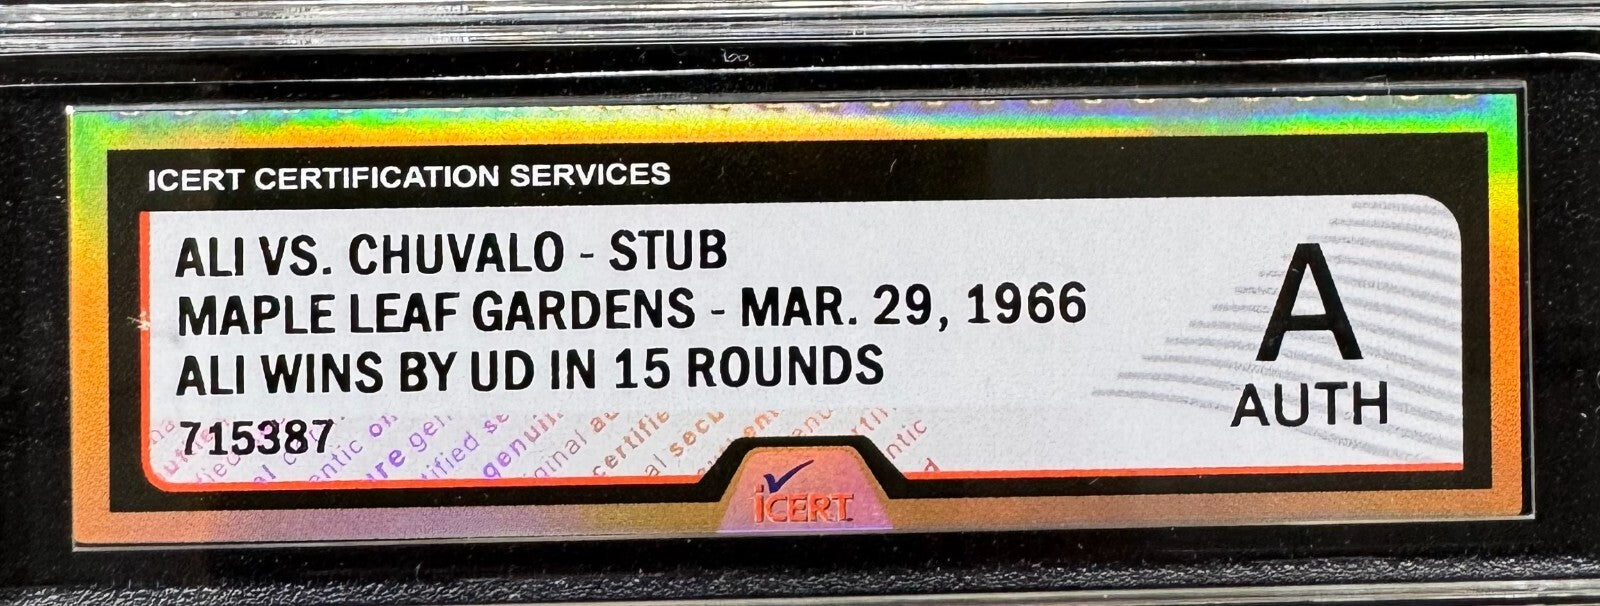 ICERT CERTIFICATION SERVICES
ALI VS. CHUVALO - STUB
MAPLE LEAF GARDENS - MAR. 29, 1966
ALI WINS BY UD IN 15 ROUNDS
715387
A
AUTH
iCERT